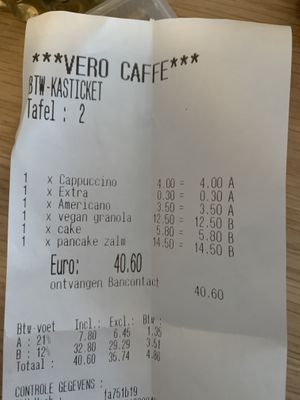 ***VERO CAFFE***
BTW-KASTICKET
Tafel : 2
1 x Cappuccino 4.00 = 4.00 A
1 x Extra 0.30 = 0.30 A
1 x Americano 3.50 = 3.50 A
1 x vegan granola 12.50 = 12.50 B
1 x cake 5.80 = 5.80 B
1 x pancake zalm 14.50 = 14.50 B
Euro: 40.60
ontvangen Bancontact 40.60
Btw-voet Incl.: Excl.: Btw :
A : 21% 7.80 6.45 1.35
B : 12% 32.80 29.29 3.51
Totaal : 40.60 35.74 4.86
CONTROLE GEGEVENS :
1a751b19